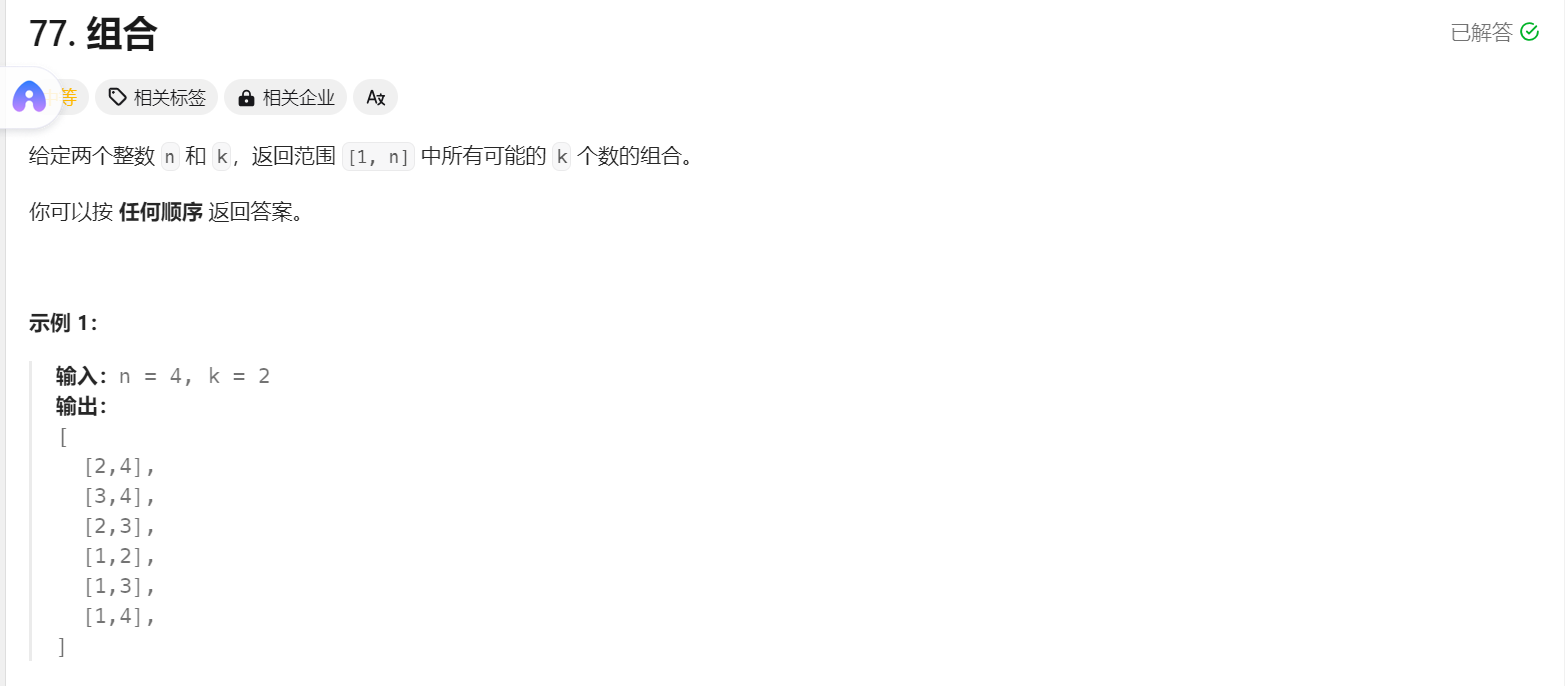 77. 组合
已解答
等
相关标签
相关企业
给定两个整数 n 和 k，返回范围 [1, n] 中所有可能的 k 个数的组合。
你可以按 任何顺序 返回答案。
示例 1：
输入：n = 4, k = 2
输出：
[
[2,4],
[3,4],
[2,3],
[1,2],
[1,3],
[1,4],
]